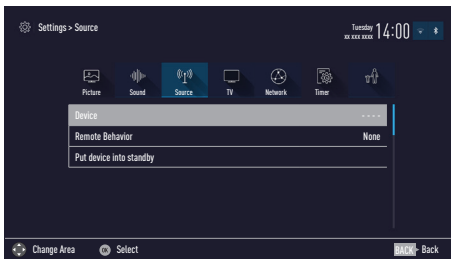 Settings > Source
Tuesday
xx xxx xxxx
14:00
Picture Sound Source TV Network Timer
Device - - - -
Remote Behavior None
Put device into standby
Change Area OK Select BACK Back